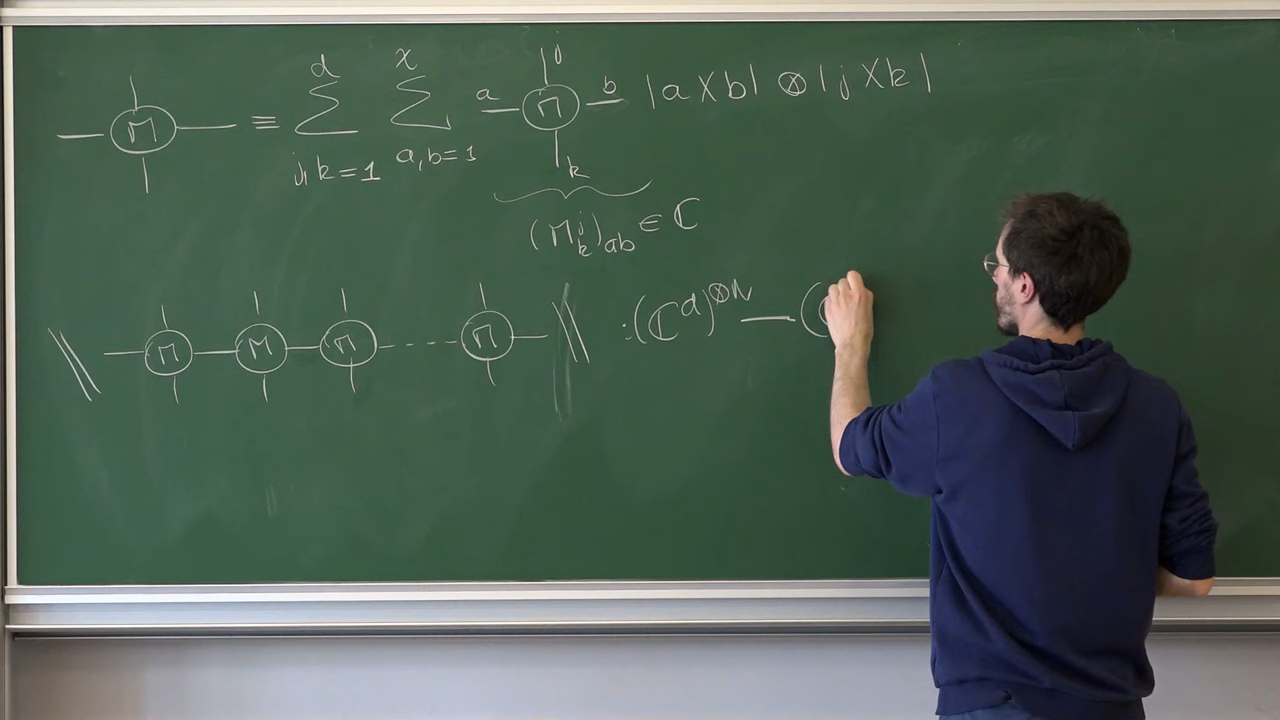 M ≡ Σ_{j,k=1}^{d} Σ_{a,b=1}^{χ} a M b j k |a⟩⟨b| ⊗ |j⟩⟨k|
(M^j_k)_{ab} ∈ ℂ
\\ M M M - - - - M \\ : (ℂ^d)^{⊗N} — (ℂ